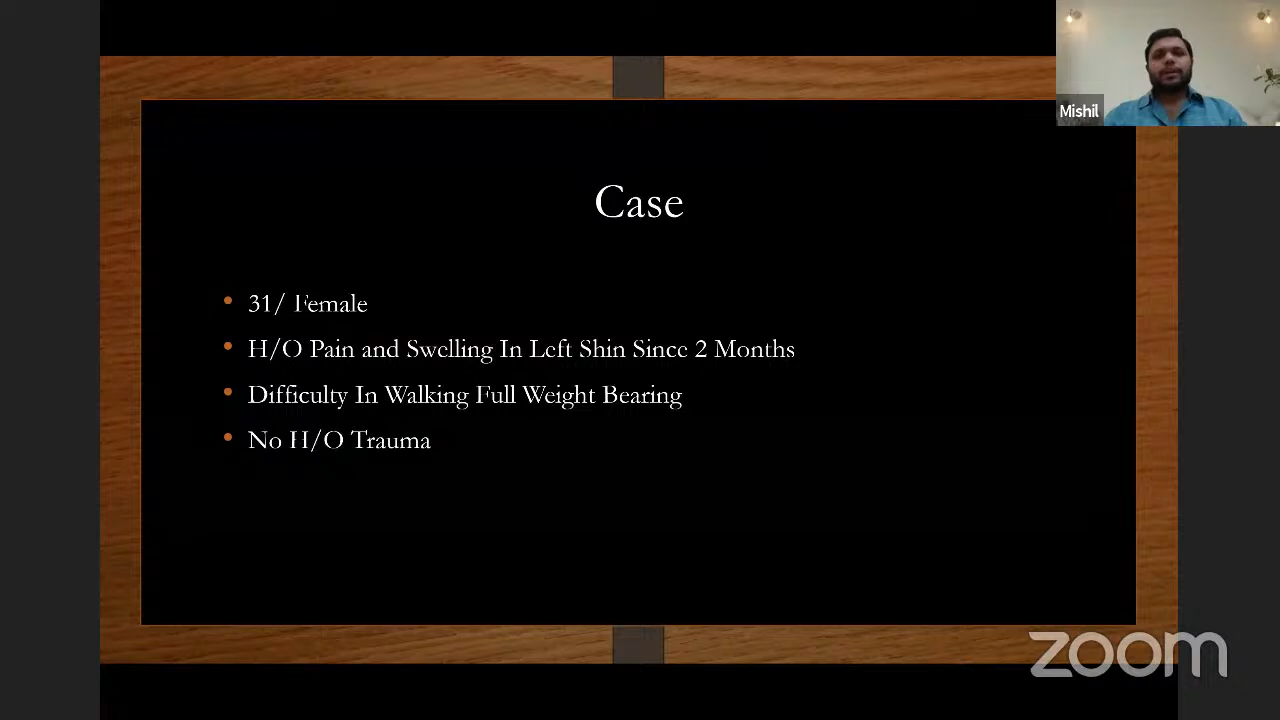 Mishil
Case
31/ Female
H/O Pain and Swelling In Left Shin Since 2 Months
Difficulty In Walking Full Weight Bearing
No H/O Trauma
zoom